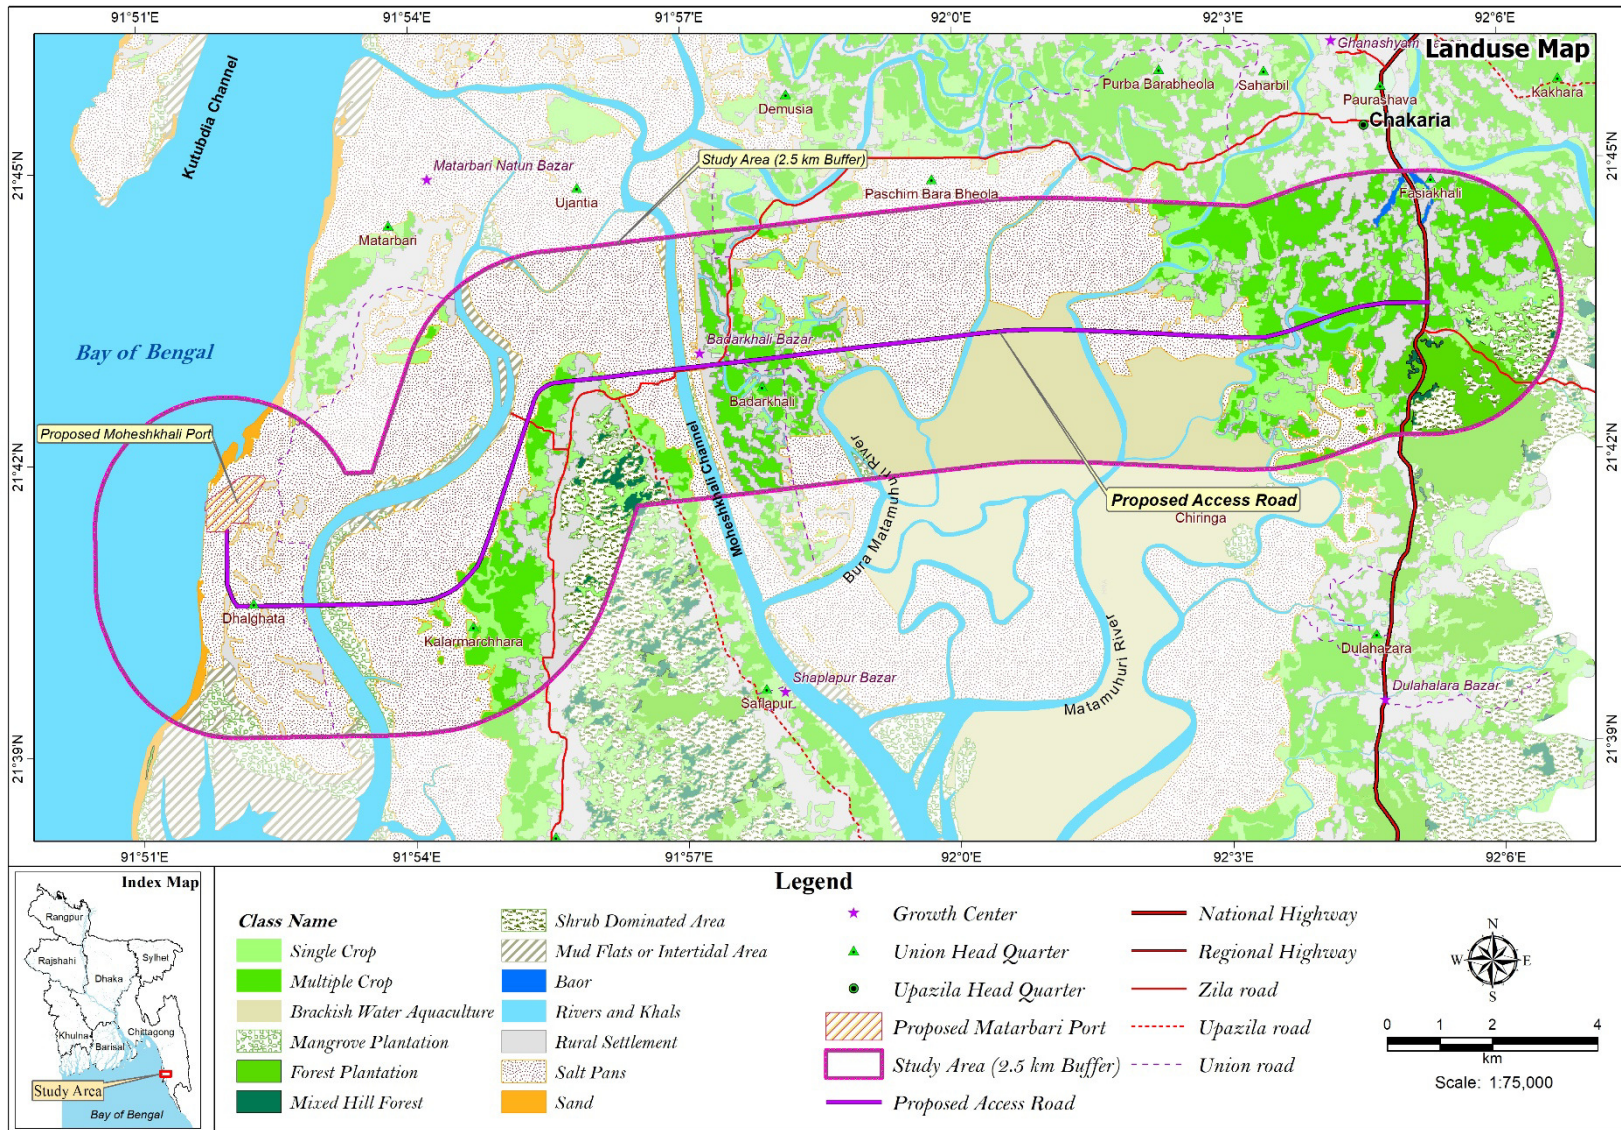 91°51'E
91°54'E
91°57'E
92°0'E
92°3'E
92°6'E
Landuse Map
Ghanashyam
Kutubdia Channel
Demusia
Purba Barabheola
Saharbil
Paurashava
Kakhara
Chakaria
21°45'N
21°45'N
Matarbari Natun Bazar
Study Area (2.5 km Buffer)
Ujantia
Paschim Bara Bheola
Fasiakhali
Matarbari
Bay of Bengal
Badarkhali Bazar
Badarkhali
Proposed Moheshkhali Port
21°42'N
21°42'N
Moheshkhali Channel
Bura Matamuhuri River
Proposed Access Road
Chiringa
Dhalghata
Kalarmarchhara
Dulahazara
Matamuhuri River
Shaplapur Bazar
Saflapur
Dulahalara Bazar
21°39'N
21°39'N
91°51'E
91°54'E
91°57'E
92°0'E
92°3'E
92°6'E
Index Map
Rangpur
Rajshahi
Sylhet
Dhaka
Khulna
Barisal
Chittagong
Study Area
Bay of Bengal
Legend
Class Name
Single Crop
Multiple Crop
Brackish Water Aquaculture
Mangrove Plantation
Forest Plantation
Mixed Hill Forest
Shrub Dominated Area
Mud Flats or Intertidal Area
Baor
Rivers and Khals
Rural Settlement
Salt Pans
Sand
Growth Center
Union Head Quarter
Upazila Head Quarter
Proposed Matarbari Port
Study Area (2.5 km Buffer)
Proposed Access Road
National Highway
Regional Highway
Zila road
Upazila road
Union road
N
W
E
S
0 1 2 4
km
Scale: 1:75,000